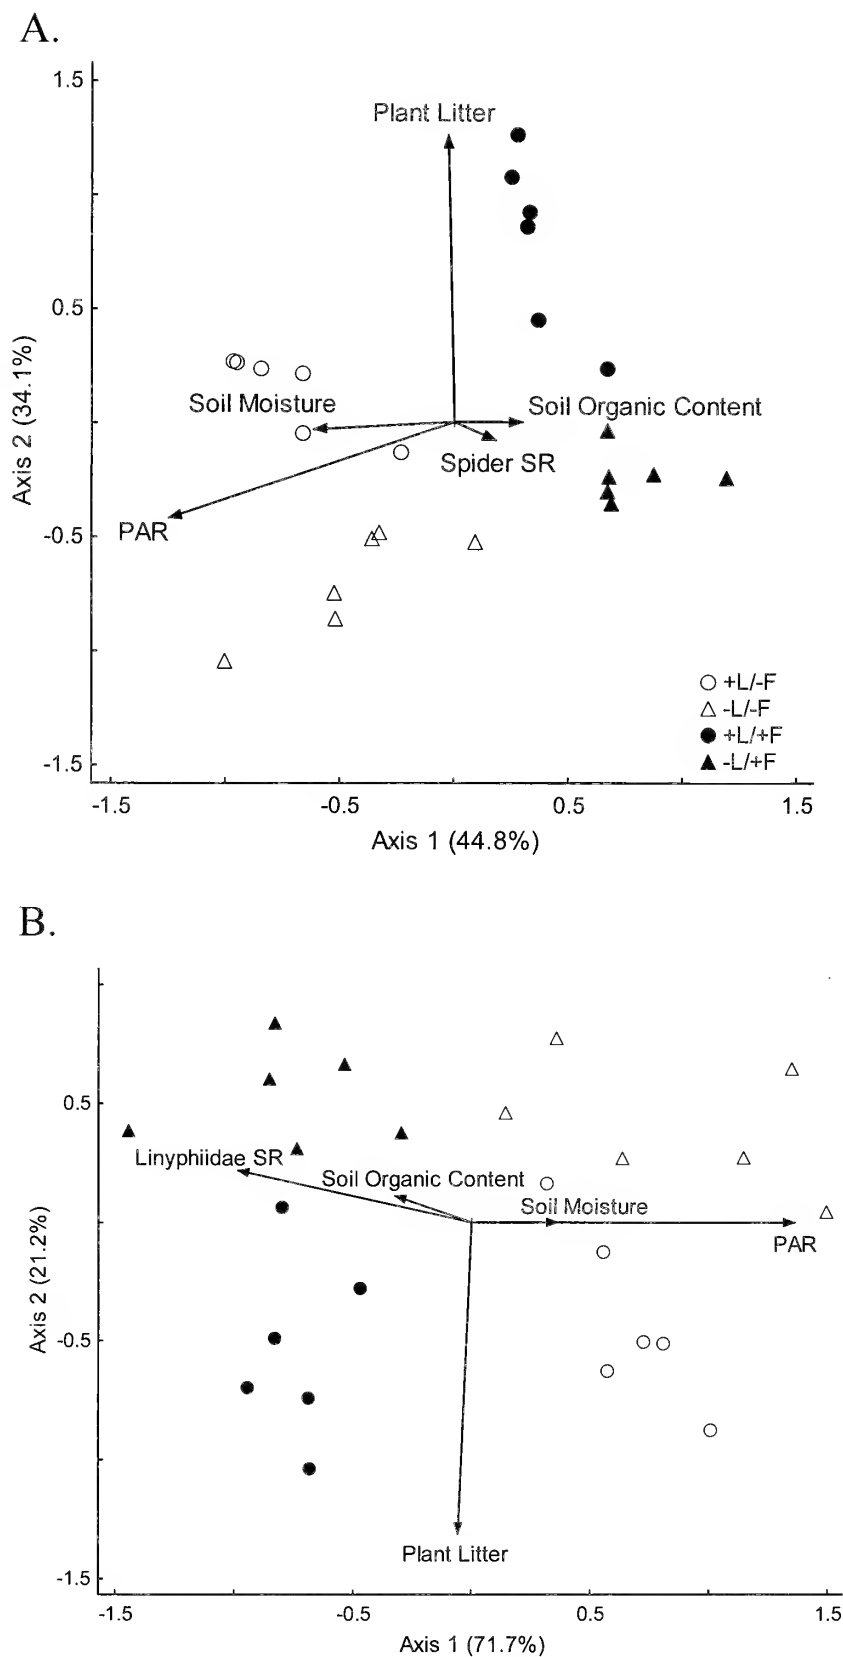 A.
1.5
Plant Litter
0.5
Soil Moisture
Soil Organic Content
Spider SR
Axis 2 (34.1%)
PAR
-0.5
+L/-F
-L/-F
+L/+F
-L/+F
-1.5
-1.5 -0.5 0.5 1.5
Axis 1 (44.8%)
B.
0.5
Linyphiidae SR
Soil Organic Content
Soil Moisture
PAR
Axis 2 (21.2%)
-0.5
Plant Litter
-1.5
-1.5 -0.5 0.5 1.5
Axis 1 (71.7%)